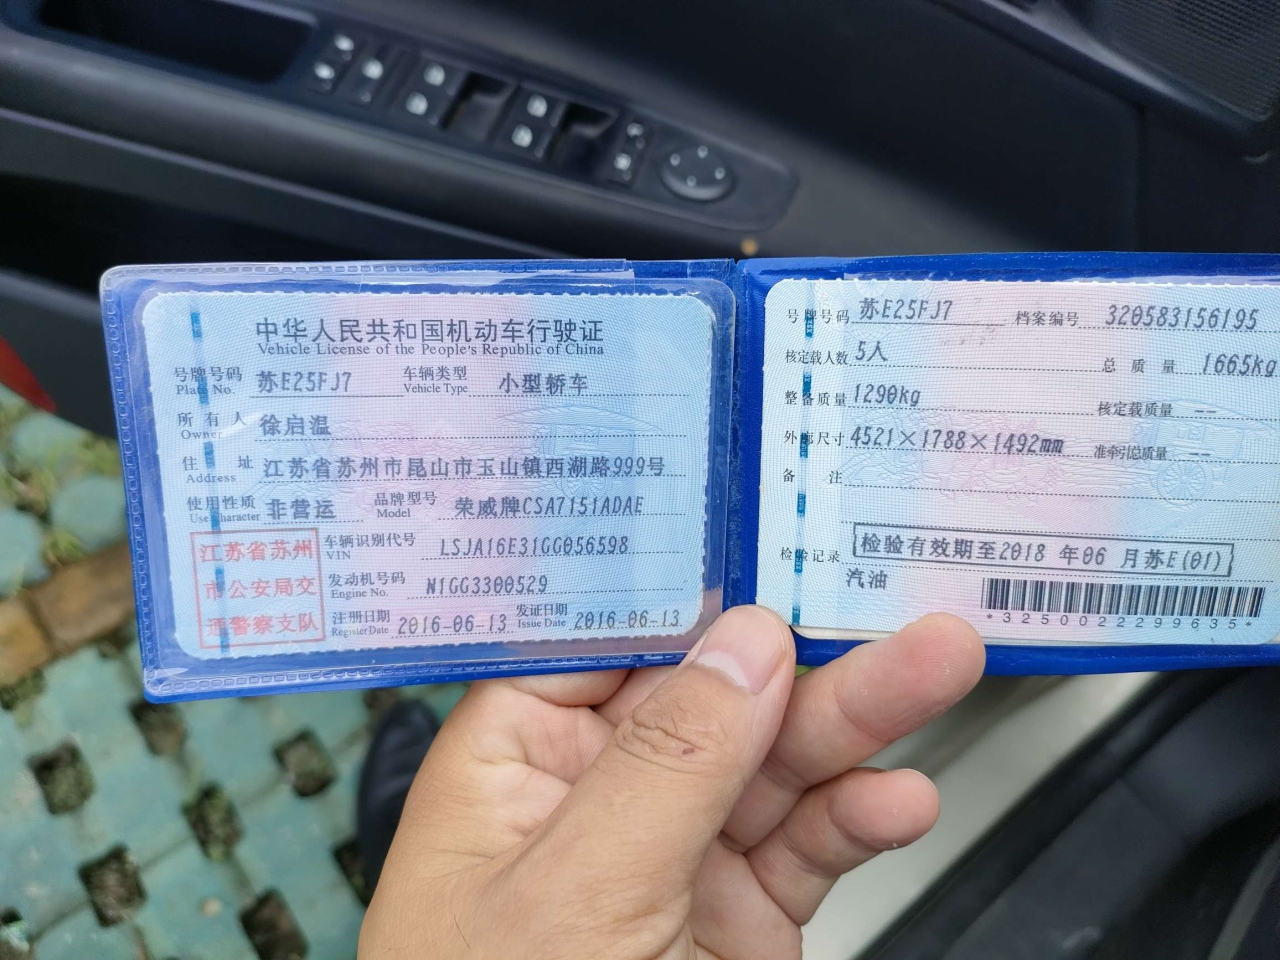 中华人民共和国机动车行驶证
Vehicle License of the People's Republic of China
号牌号码 苏E25FJ7 车辆类型 小型轿车
Plate No. Vehicle Type
所有人 徐启温
Owner
住址 江苏省苏州市昆山市玉山镇西湖路999号
Address
使用性质 非营运 品牌型号 荣威牌CSA7151ADAE
Use Character Model
江苏省苏州
市公安局交
通警察支队
车辆识别代号 LSJA16E31GG056598
VIN
发动机号码 N1GG3300529
Engine No.
注册日期 2016-06-13 发证日期 2016-06-13
Register Date Issue Date
号牌号码 苏E25FJ7 档案编号 320583156195
核定载人数 5人 总质量 1665kg
整备质量 1290kg 核定载质量 --
外廓尺寸 4521×1788×1492mm 准牵引总质量 --
备注
检验记录 检验有效期至2018 年06 月苏E(01)
汽油
*3250022299635*